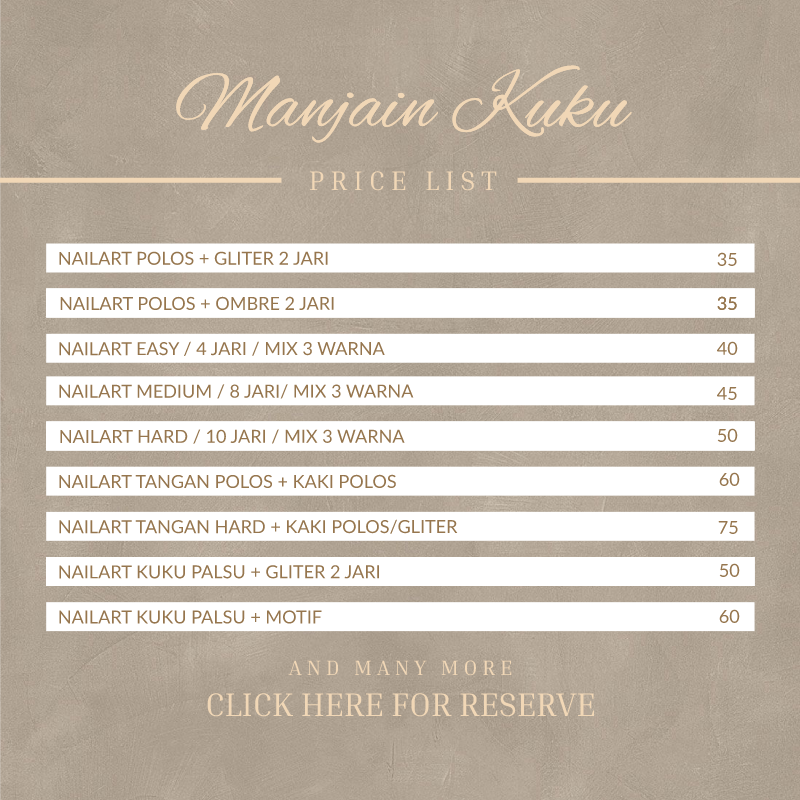 Manjain Kuku
PRICE LIST
NAILART POLOS + GLITER 2 JARI 35
NAILART POLOS + OMBRE 2 JARI 35
NAILART EASY / 4 JARI / MIX 3 WARNA 40
NAILART MEDIUM / 8 JARI/ MIX 3 WARNA 45
NAILART HARD / 10 JARI / MIX 3 WARNA 50
NAILART TANGAN POLOS + KAKI POLOS 60
NAILART TANGAN HARD + KAKI POLOS/GLITER 75
NAILART KUKU PALSU + GLITER 2 JARI 50
NAILART KUKU PALSU + MOTIF 60
AND MANY MORE
CLICK HERE FOR RESERVE